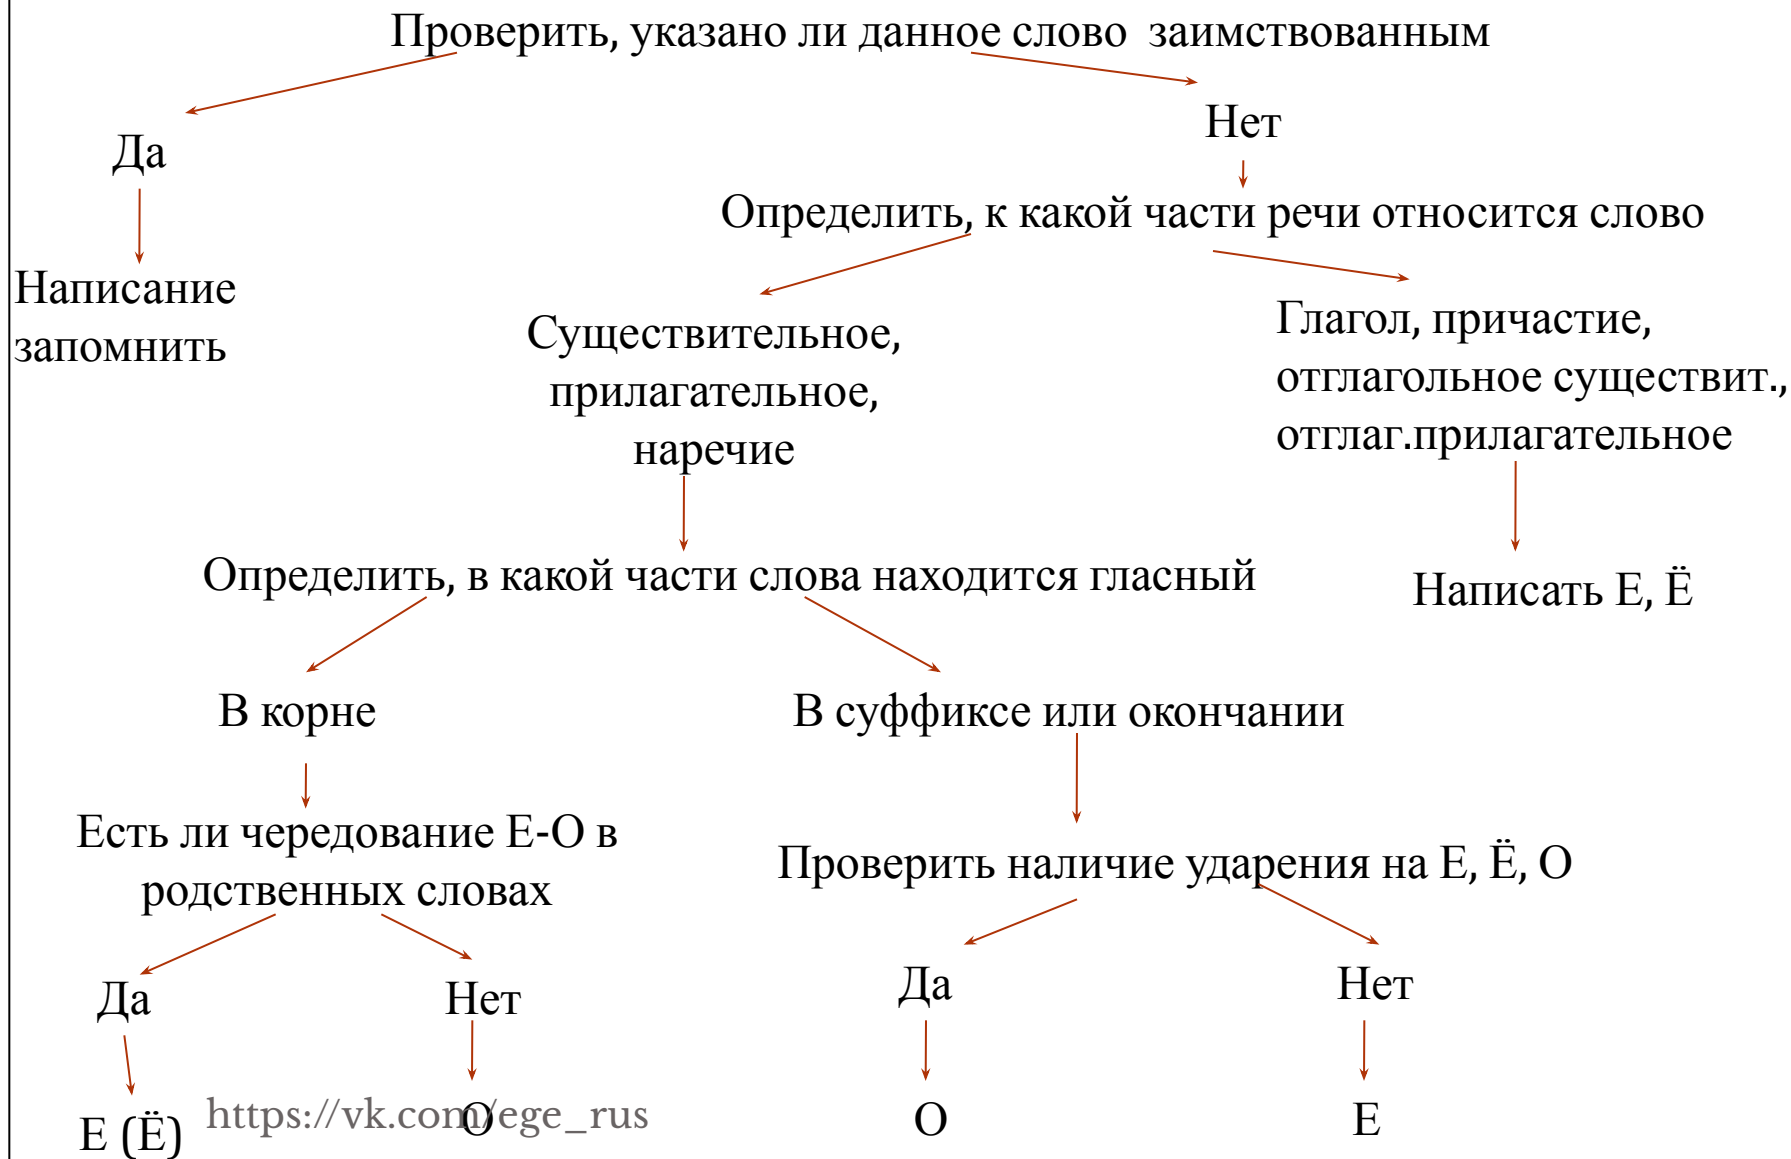 Проверить, указано ли данное слово заимствованным
Да
Нет
Написание
запомнить
Определить, к какой части речи относится слово
Существительное,
прилагательное,
наречие
Глагол, причастие,
отглагольное существит.,
отглаг.прилагательное
Определить, в какой части слова находится гласный
Написать Е, Ё
В корне
В суффиксе или окончании
Есть ли чередование Е-О в
родственных словах
Проверить наличие ударения на Е, Ё, О
Да
Нет
Да
Нет
Е (Ё)
О
О
Е
https://vk.com/ege_rus